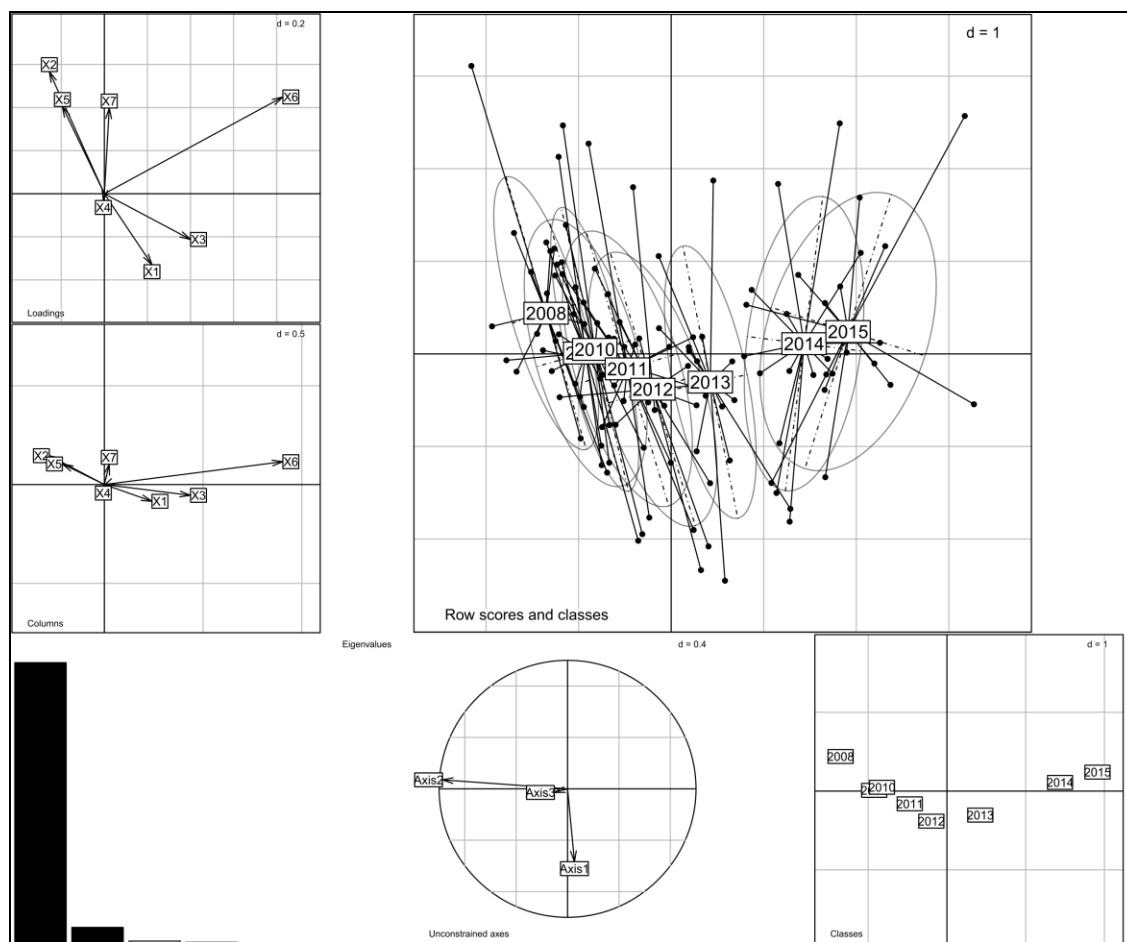 d = 0.2
X2
X5
X7
X6
X4
X3
X1
Loadings
d = 0.5
X2
X5
X7
X6
X4
X1
X3
Columns
d = 1
2008
2010
2011
2012
2013
2014
2015
Row scores and classes
Eigenvalues
d = 0.4
Axis2
Axis3
Axis1
Unconstrained axes
d = 1
2008
2010
2011
2012
2013
2014
2015
Classes